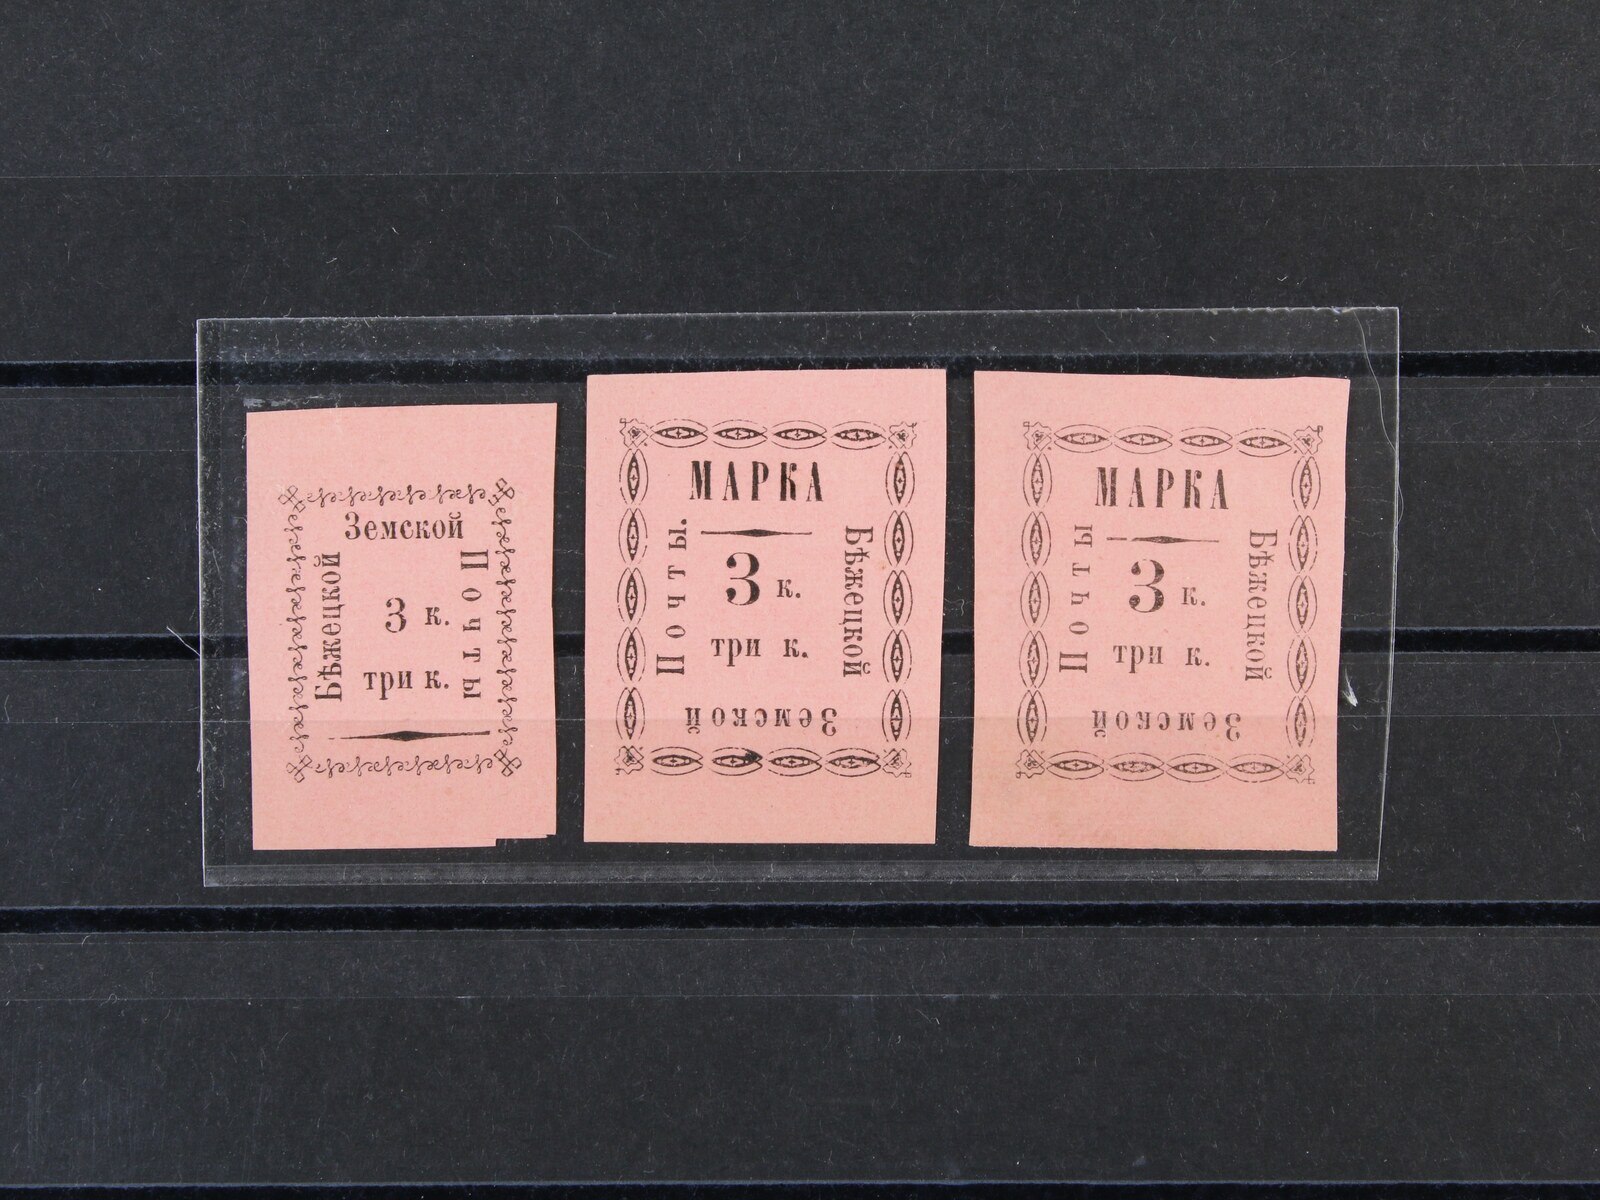 Земской
Бѣжецкой
3 к.
три к.
Почты
МАРКА
Почты.
3 к.
три к.
Бѣжецкой
Земской
МАРКА
Почты
3 к.
три к.
Бѣжецкой
Земской